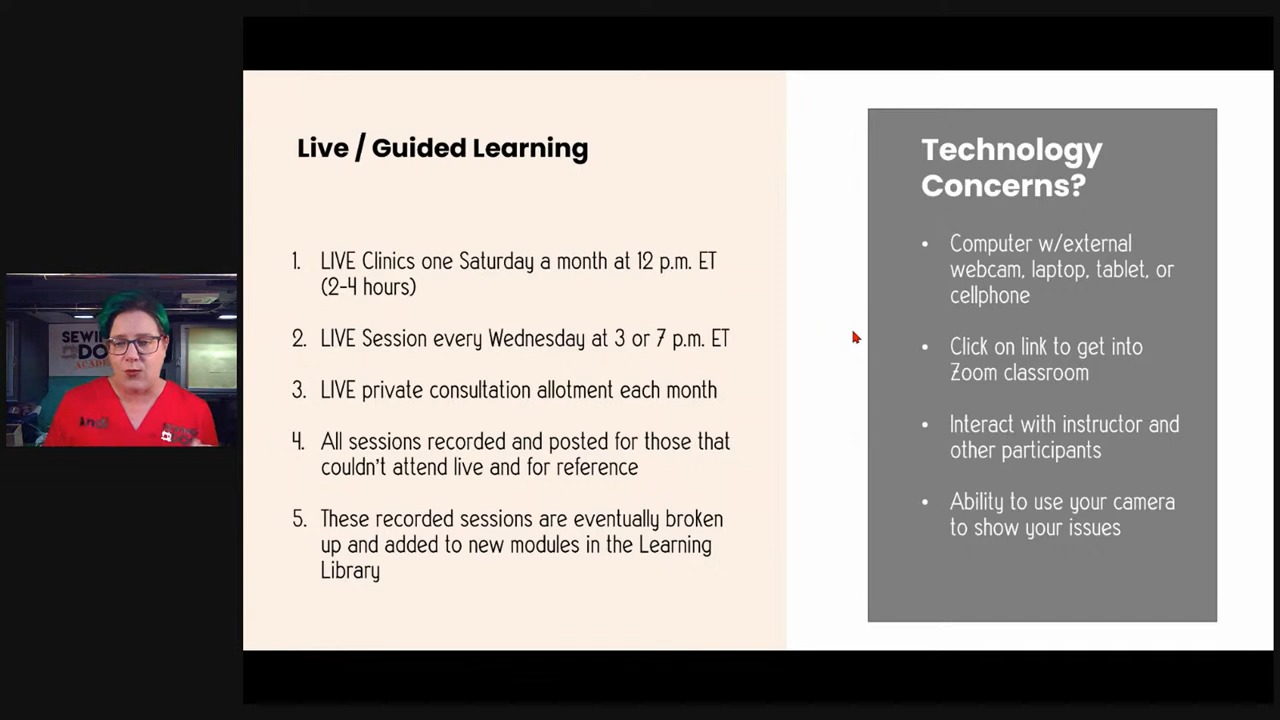 Live / Guided Learning
1. LIVE Clinics one Saturday a month at 12 p.m. ET
(2-4 hours)
2. LIVE Session every Wednesday at 3 or 7 p.m. ET
3. LIVE private consultation allotment each month
4. All sessions recorded and posted for those that
couldn't attend live and for reference
5. These recorded sessions are eventually broken
up and added to new modules in the Learning
Library
Technology
Concerns?
• Computer w/external
webcam, laptop, tablet, or
cellphone
• Click on link to get into
Zoom classroom
• Interact with instructor and
other participants
• Ability to use your camera
to show your issues